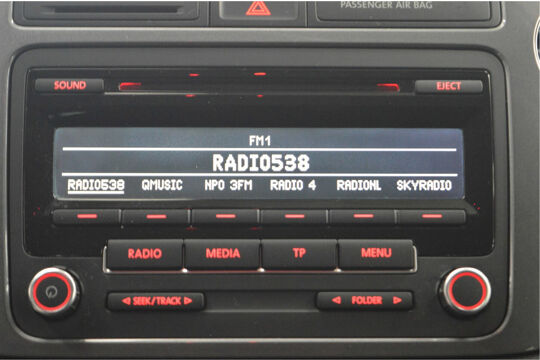 PASSENGER AIR BAG
SOUND
EJECT
FM1
RADIO538
RADIO538 QMUSIC NPO 3FM RADIO 4 RADIONL SKYRADIO
RADIO MEDIA TP MENU
SEEK/TRACK FOLDER